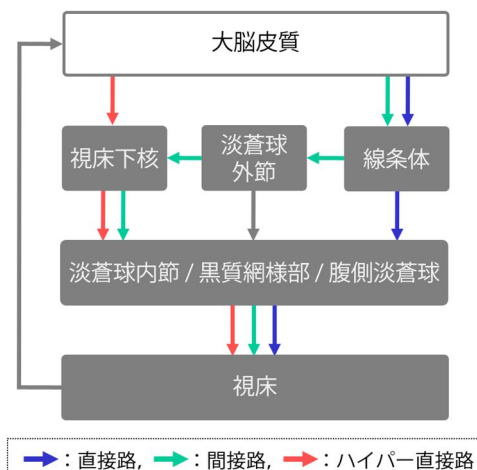 大脳皮質
視床下核
淡蒼球
外節
線条体
淡蒼球内節 / 黒質網様部 / 腹側淡蒼球
視床
：直接路, ：間接路, ：ハイパー直接路